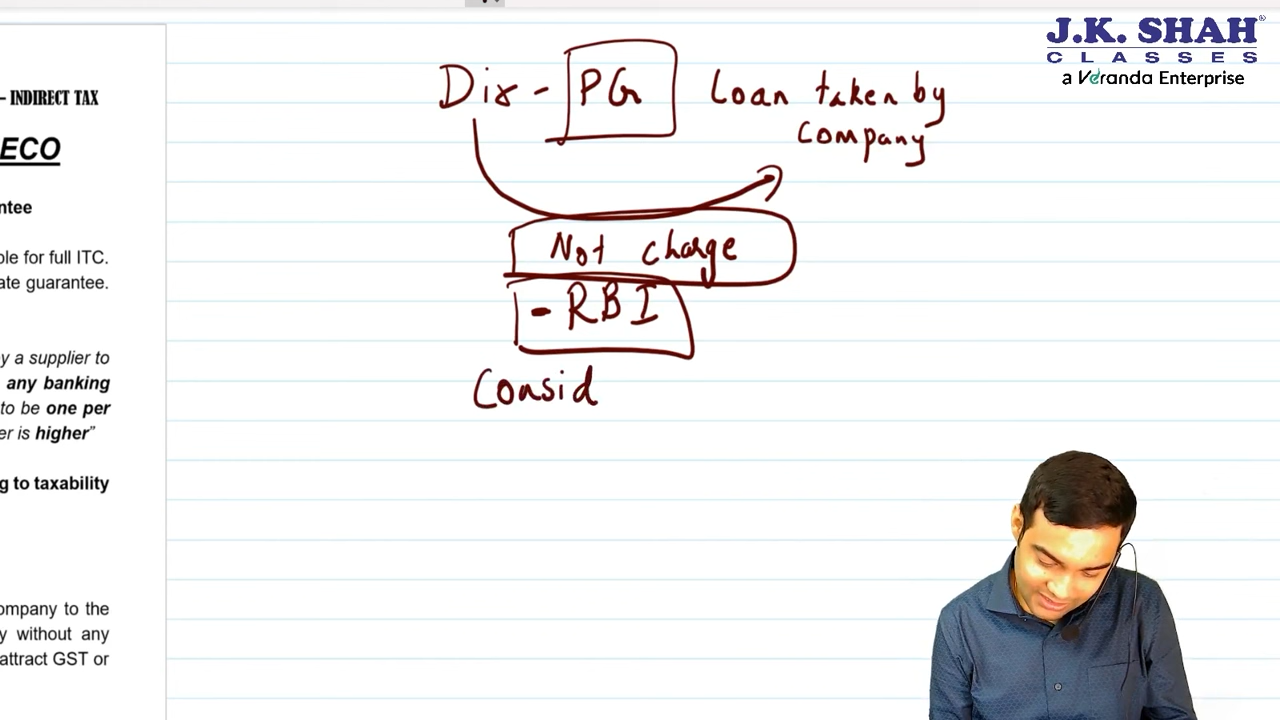 J.K. SHAH®
CLASSES
a Veranda Enterprise
– INDIRECT TAX
ECO
ntee
ole for full ITC.
ate guarantee.
by a supplier to
any banking
to be one per
er is higher”
g to taxability
ompany to the
y without any
attract GST or
Dir - PG Loan taken by
company
Not charge
- RBI
Consid